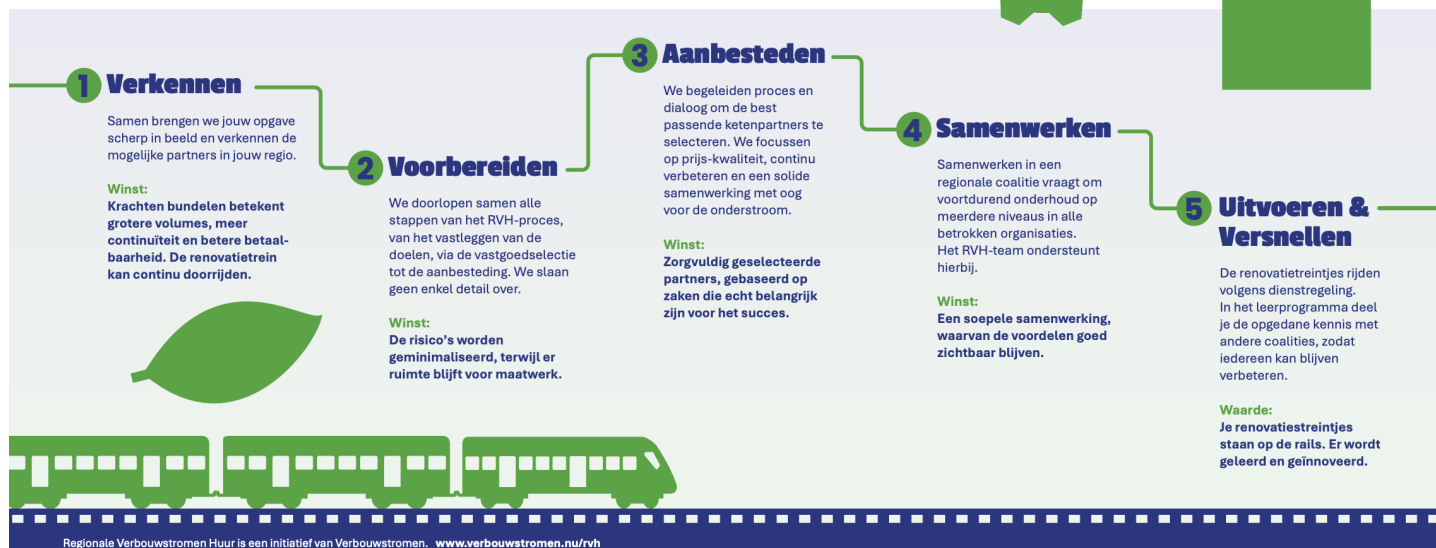 1 Verkennen
Samen brengen we jouw opgave
scherp in beeld en verkennen de
mogelijke partners in jouw regio.
Winst:
Krachten bundelen betekent
grotere volumes, meer
continuïteit en betere betaal-
baarheid. De renovatietrein
kan continu doorrijden.
2 Voorbereiden
We doorlopen samen alle
stappen van het RVH-proces,
van het vastleggen van de
doelen, via de vastgoedselectie
tot de aanbesteding. We slaan
geen enkel detail over.
Winst:
De risico's worden
geminimaliseerd, terwijl er
ruimte blijft voor maatwerk.
3 Aanbesteden
We begeleiden proces en
dialoog om de best
passende ketenpartners te
selecteren. We focussen
op prijs-kwaliteit, continu
verbeteren en een solide
samenwerking met oog
voor de onderstroom.
Winst:
Zorgvuldig geselecteerde
partners, gebaseerd op
zaken die echt belangrijk
zijn voor het succes.
4 Samenwerken
Samenwerken in een
regionale coalitie vraagt om
voortdurend onderhoud op
meerdere niveaus in alle
betrokken organisaties.
Het RVH-team ondersteunt
hierbij.
Winst:
Een soepele samenwerking,
waarvan de voordelen goed
zichtbaar blijven.
5 Uitvoeren &
Versnellen
De renovatietreintjes rijden
volgens dienstregeling.
In het leerprogramma deel
je de opgedane kennis met
andere coalities, zodat
iedereen kan blijven
verbeteren.
Waarde:
Je renovatiestreintjes
staan op de rails. Er wordt
geleerd en geïnnoveerd.
Regionale Verbouwstromen Huur is een initiatief van Verbouwstromen. www.verbouwstromen.nu/rvh